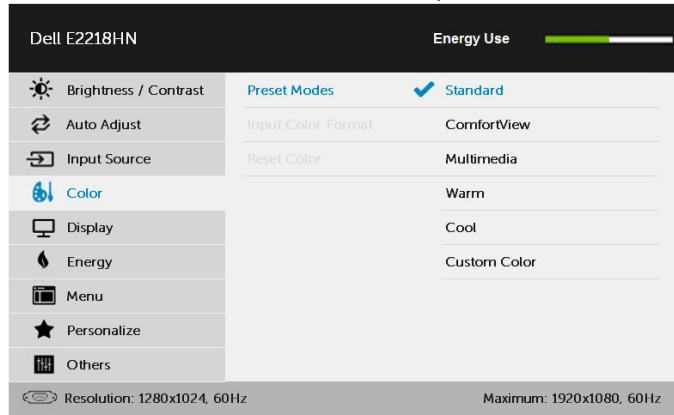 Dell E2218HN
Energy Use
Brightness / Contrast
Auto Adjust
Input Source
Color
Display
Energy
Menu
Personalize
Others
Preset Modes
Input Color Format
Reset Color
Standard
ComfortView
Multimedia
Warm
Cool
Custom Color
Resolution: 1280x1024, 60Hz
Maximum: 1920x1080, 60Hz